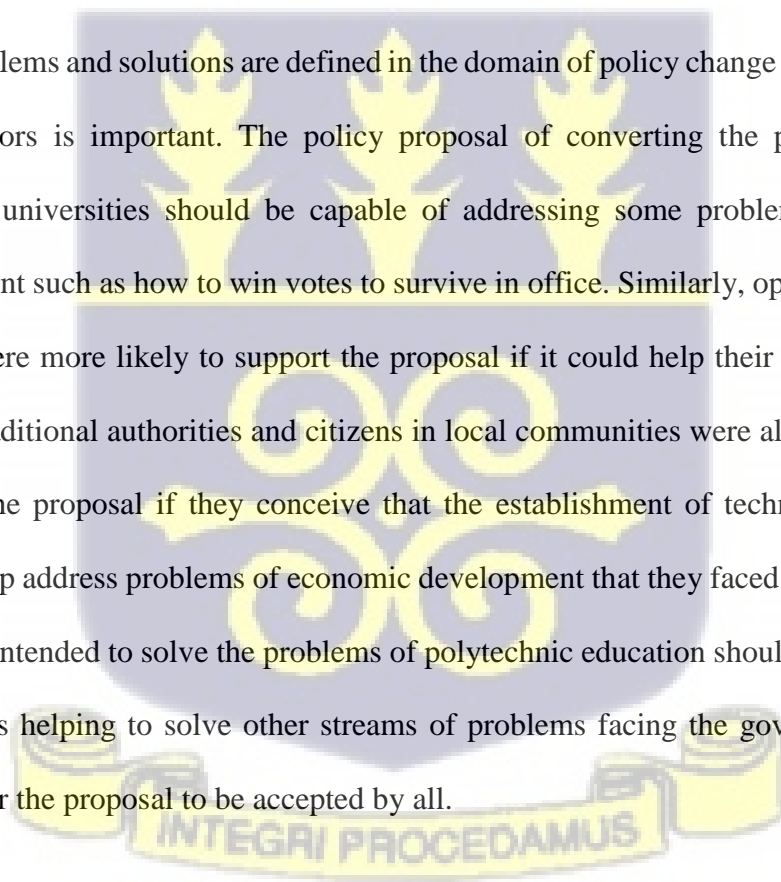 lems and solutions are defined in the domain of policy change
ors is important. The policy proposal of converting the p
universities should be capable of addressing some problem
nt such as how to win votes to survive in office. Similarly, op
ere more likely to support the proposal if it could help their
ditional authorities and citizens in local communities were al
ne proposal if they conceive that the establishment of techn
p address problems of economic development that they faced
ntended to solve the problems of polytechnic education shoul
s helping to solve other streams of problems facing the gov
r the proposal to be accepted by all.
INTEGRI PROCEDAMUS